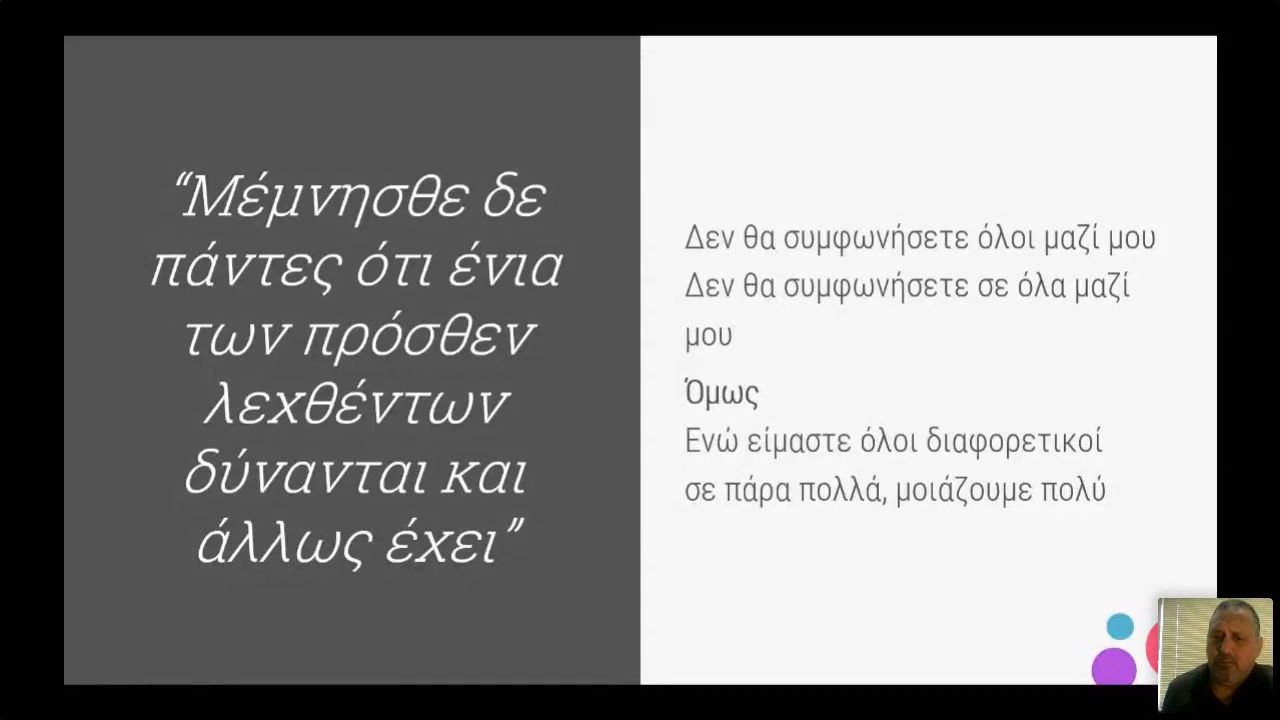 “Μέμνησθε δε
πάντες ότι ένια
των πρόσθεν
λεχθέντων
δύνανται και
άλλως έχει”
Δεν θα συμφωνήσετε όλοι μαζί μου
Δεν θα συμφωνήσετε σε όλα μαζί
μου
Όμως
Ενώ είμαστε όλοι διαφορετικοί
σε πάρα πολλά, μοιάζουμε πολύ